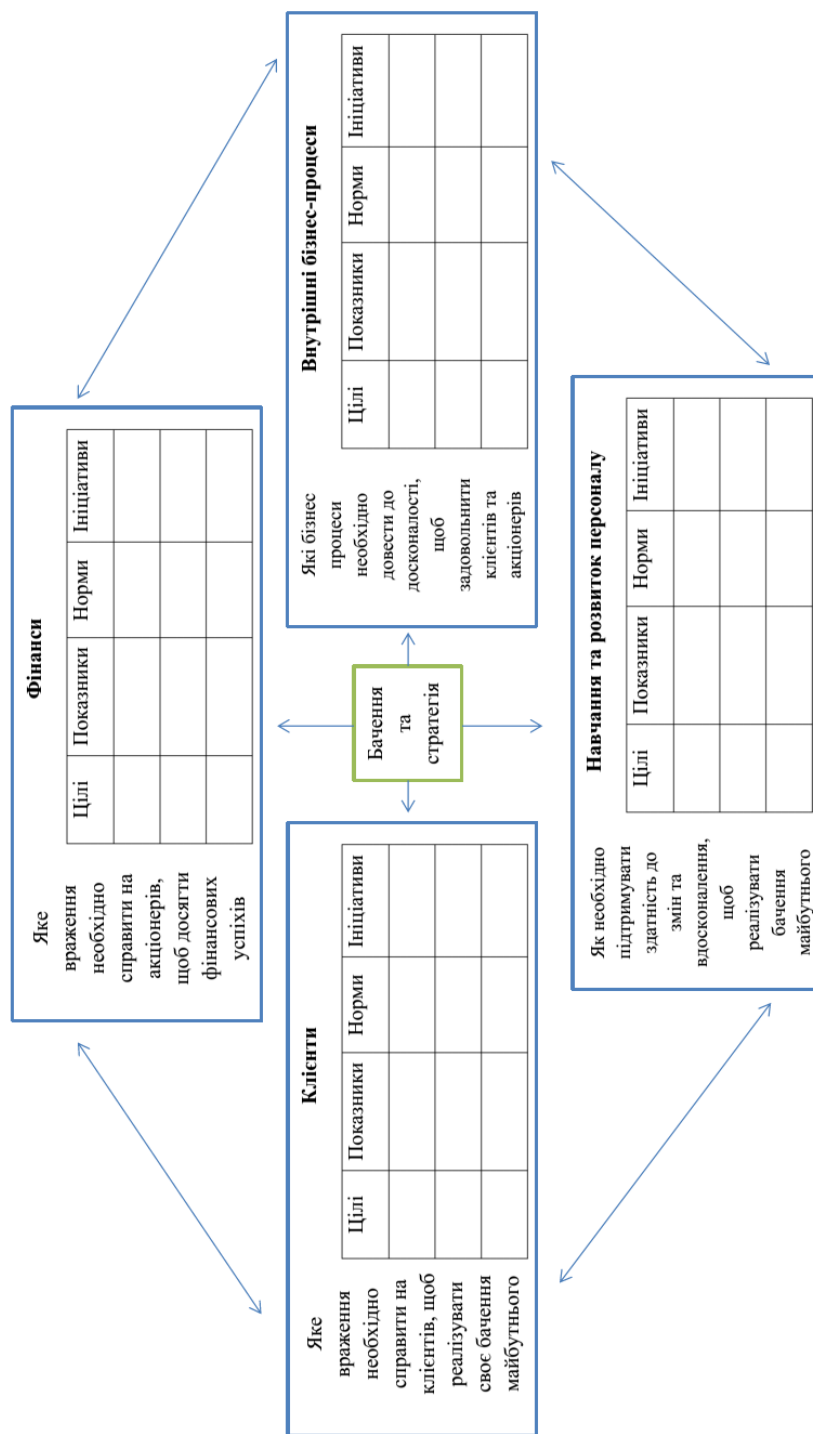 Фінанси
Яке
враження
необхідно
справити на
акціонерів,
щоб досягти
фінансових
успіхів
Цілі Показники Норми Ініціативи
Клієнти
Яке
враження
необхідно
справити на
клієнтів, щоб
реалізувати
своє бачення
майбутнього
Цілі Показники Норми Ініціативи
Бачення
та
стратегія
Внутрішні бізнес-процеси
Які бізнес
процеси
необхідно
довести до
досконалості,
щоб
задовольнити
клієнтів та
акціонерів
Цілі Показники Норми Ініціативи
Навчання та розвиток персоналу
Як необхідно
підтримувати
здатність до
змін та
вдосконалення,
щоб
реалізувати
бачення
майбутнього
Цілі Показники Норми Ініціативи